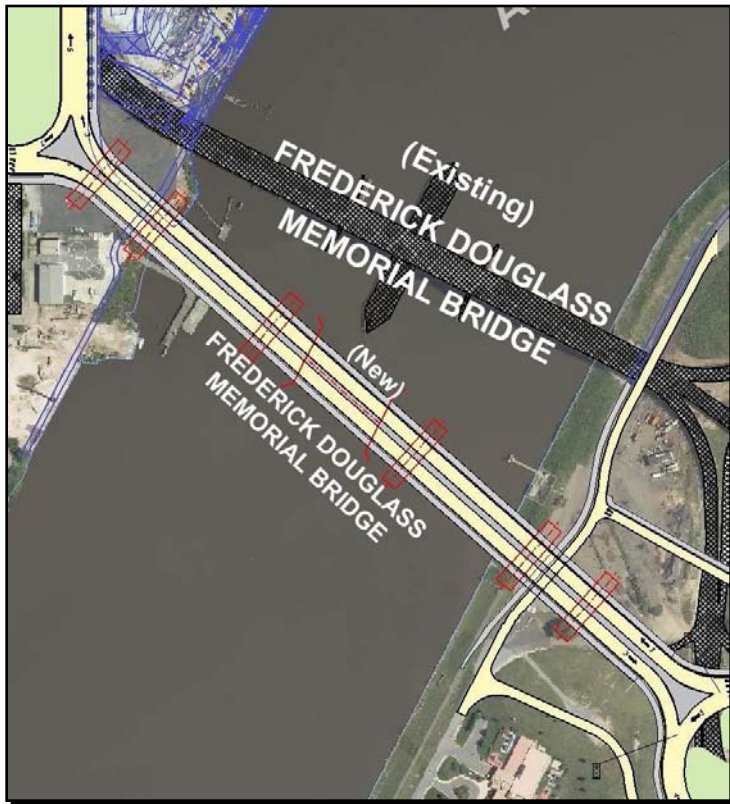 (Existing)
FREDERICK DOUGLASS
MEMORIAL BRIDGE
(New)
FREDERICK DOUGLASS
MEMORIAL BRIDGE